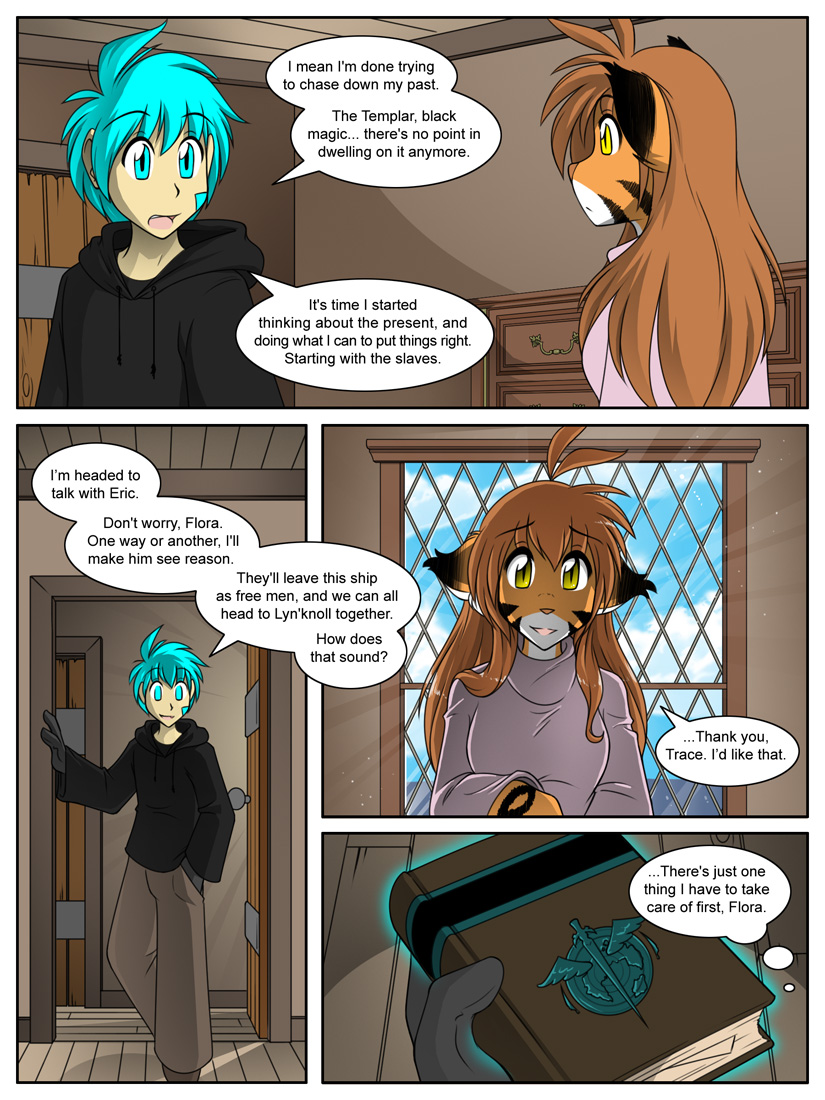 I mean I'm done trying
to chase down my past.
The Templar, black
magic... there's no point in
dwelling on it anymore.
It's time I started
thinking about the present, and
doing what I can to put things right.
Starting with the slaves.
I'm headed to
talk with Eric.
Don't worry, Flora.
One way or another, I'll
make him see reason.
They'll leave this ship
as free men, and we can all
head to Lyn'knoll together.
How does
that sound?
...Thank you,
Trace. I'd like that.
...There's just one
thing I have to take
care of first, Flora.